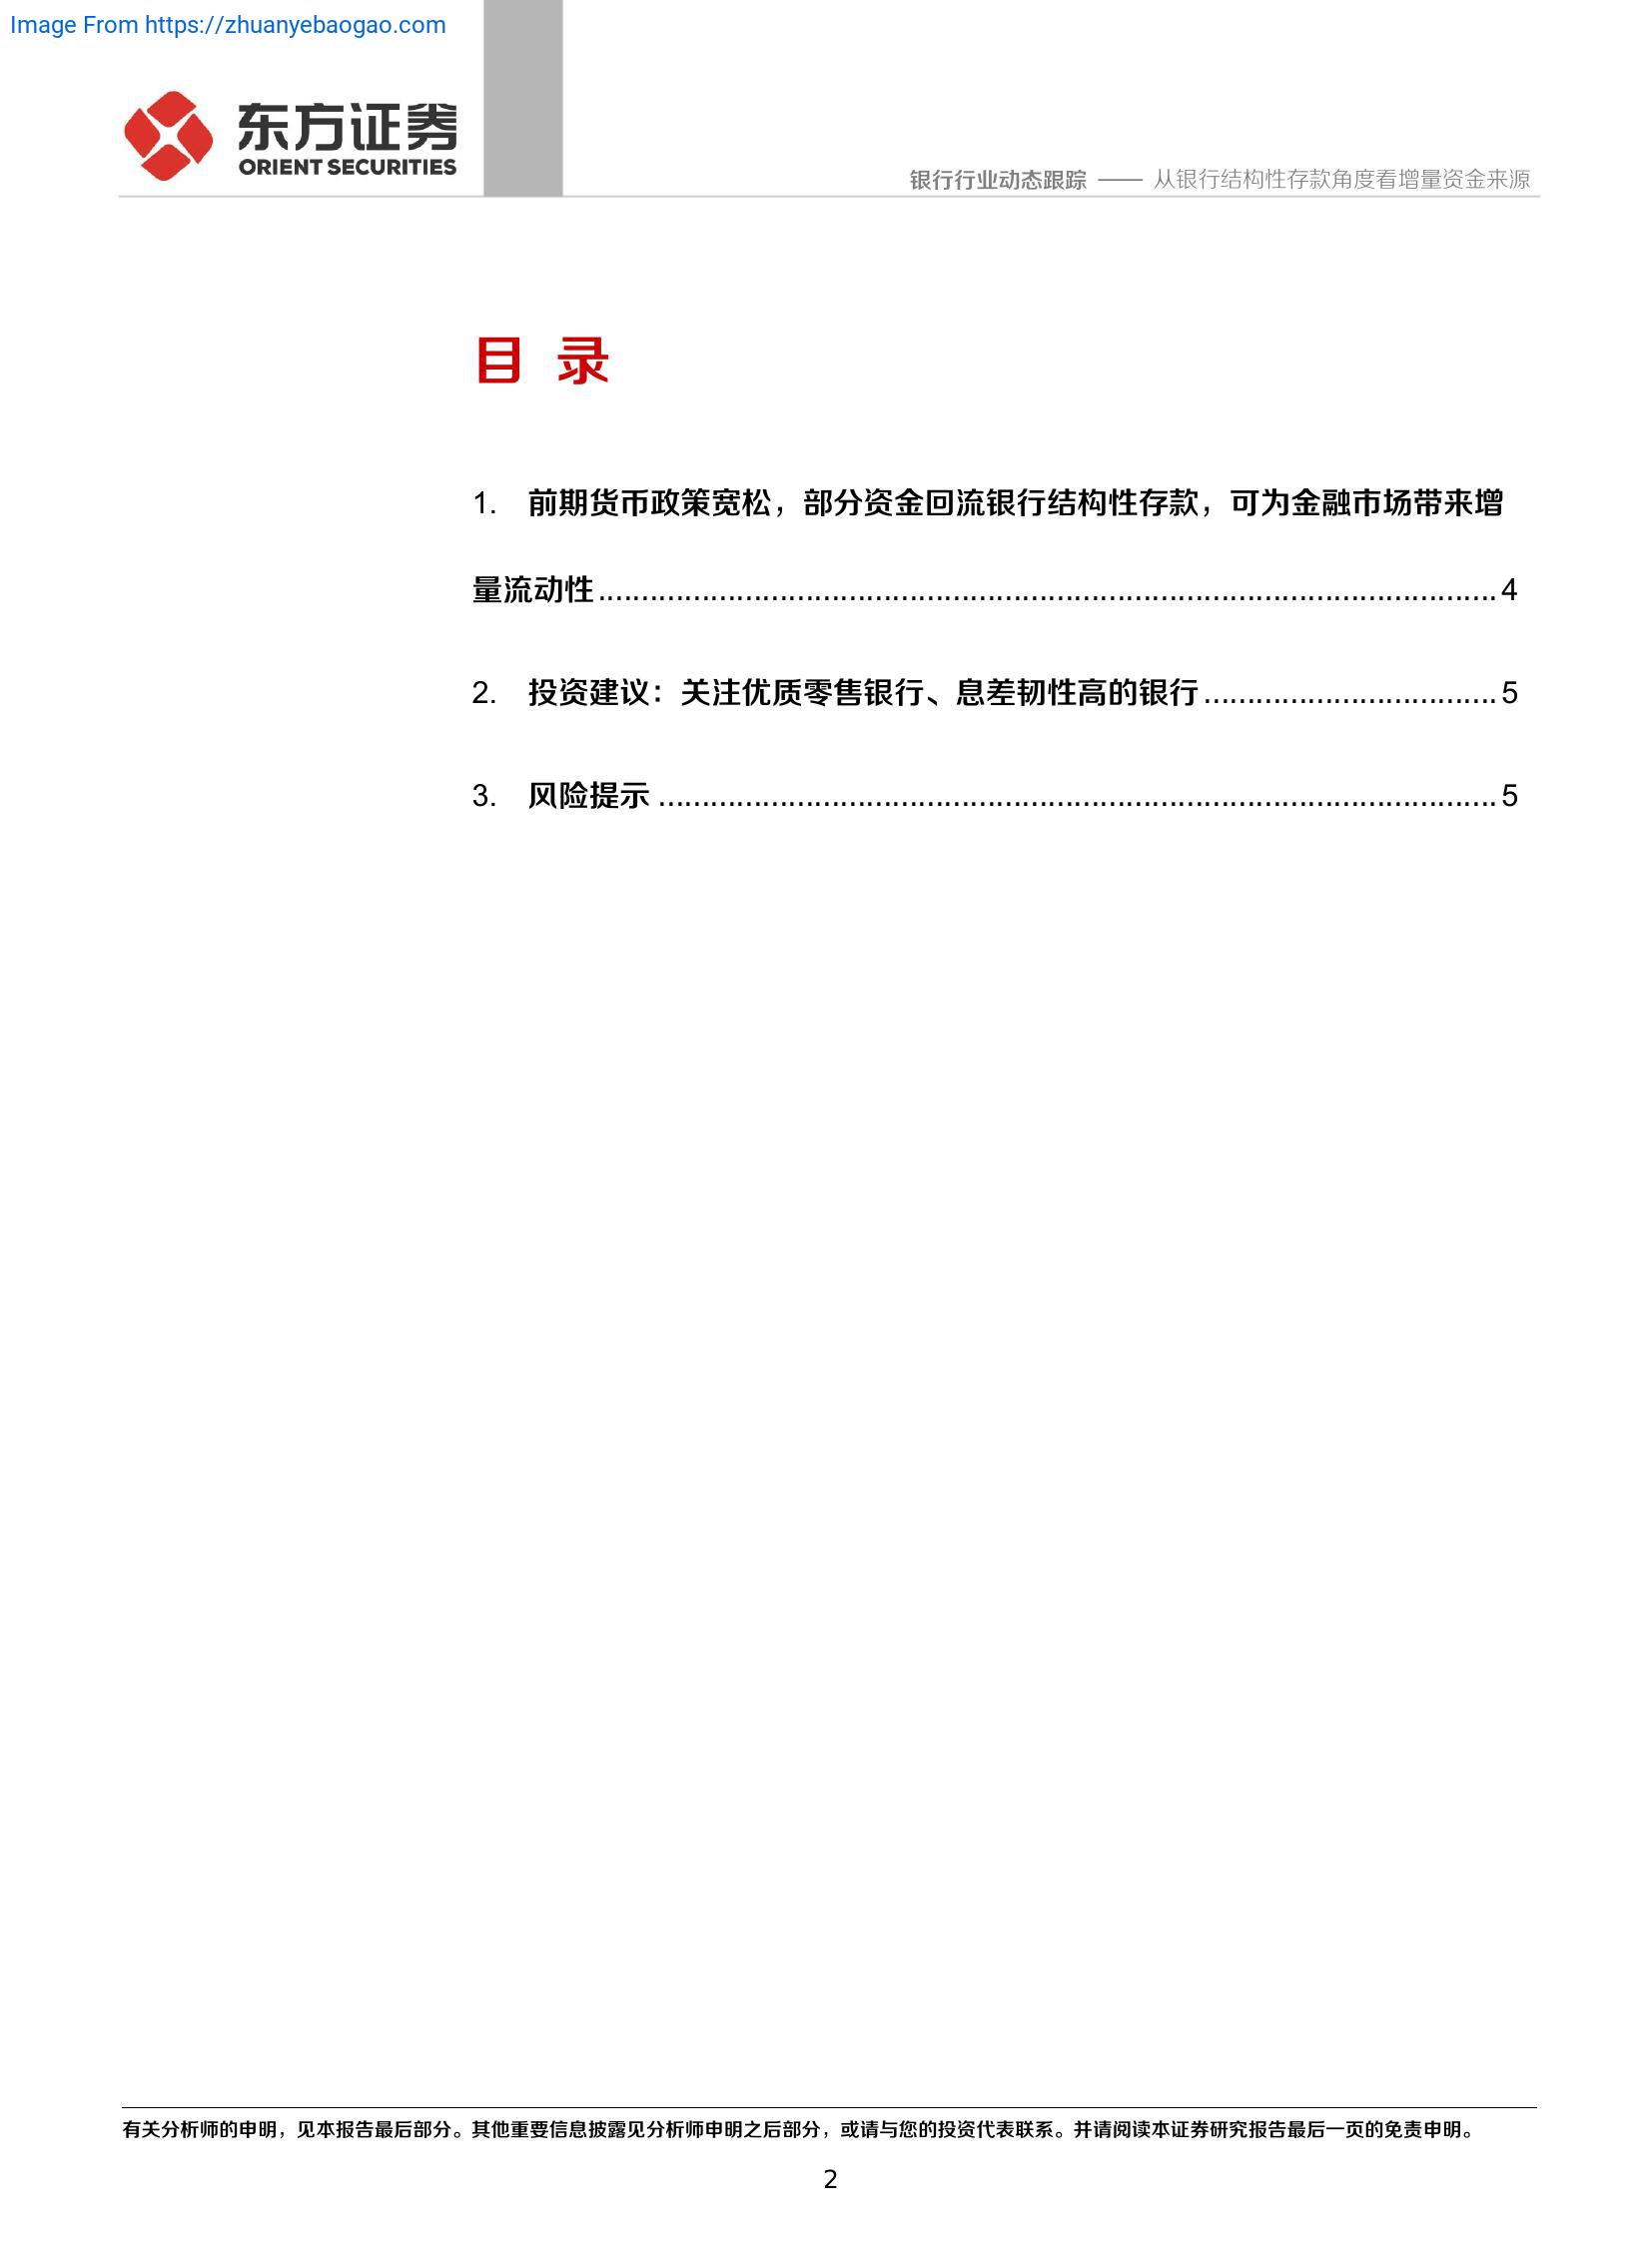 Image From https://zhuanyebaogao.com
东方证券
ORIENT SECURITIES
银行行业动态跟踪 —— 从银行结构性存款角度看增量资金来源
目 录
1. 前期货币政策宽松，部分资金回流银行结构性存款，可为金融市场带来增
量流动性........................................................................................................4
2. 投资建议：关注优质零售银行、息差韧性高的银行..................................5
3. 风险提示.................................................................................................5
有关分析师的申明，见本报告最后部分。其他重要信息披露见分析师申明之后部分，或请与您的投资代表联系。并请阅读本证券研究报告最后一页的免责申明。
2